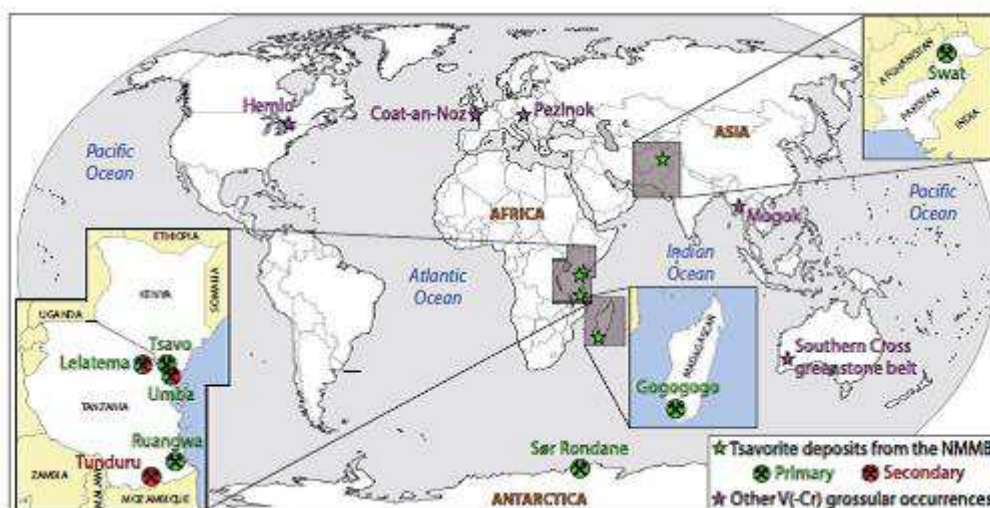 Hemlo
Coat-an-Noz
Pezinok
ASIA
AFGHANISTAN
Swat
PAKISTAN
INDIA
Pacific
Ocean
AFRICA
Mogok
Pacific
Ocean
Atlantic
Ocean
Indian
Ocean
ETHIOPIA
KENYA
SOMALIA
UGANDA
Tsavo
Lelatema
Umba
TANZANIA
Ruangwa
Tunduru
ZAMBIA
MOZAMBIQUE
MADAGASCAR
Gogogogo
Southern Cross
greenstone belt
Sør Rondane
ANTARCTICA
Tsavorite deposits from the NMMB
Primary
Secondary
Other V(-Cr) grossular occurrences